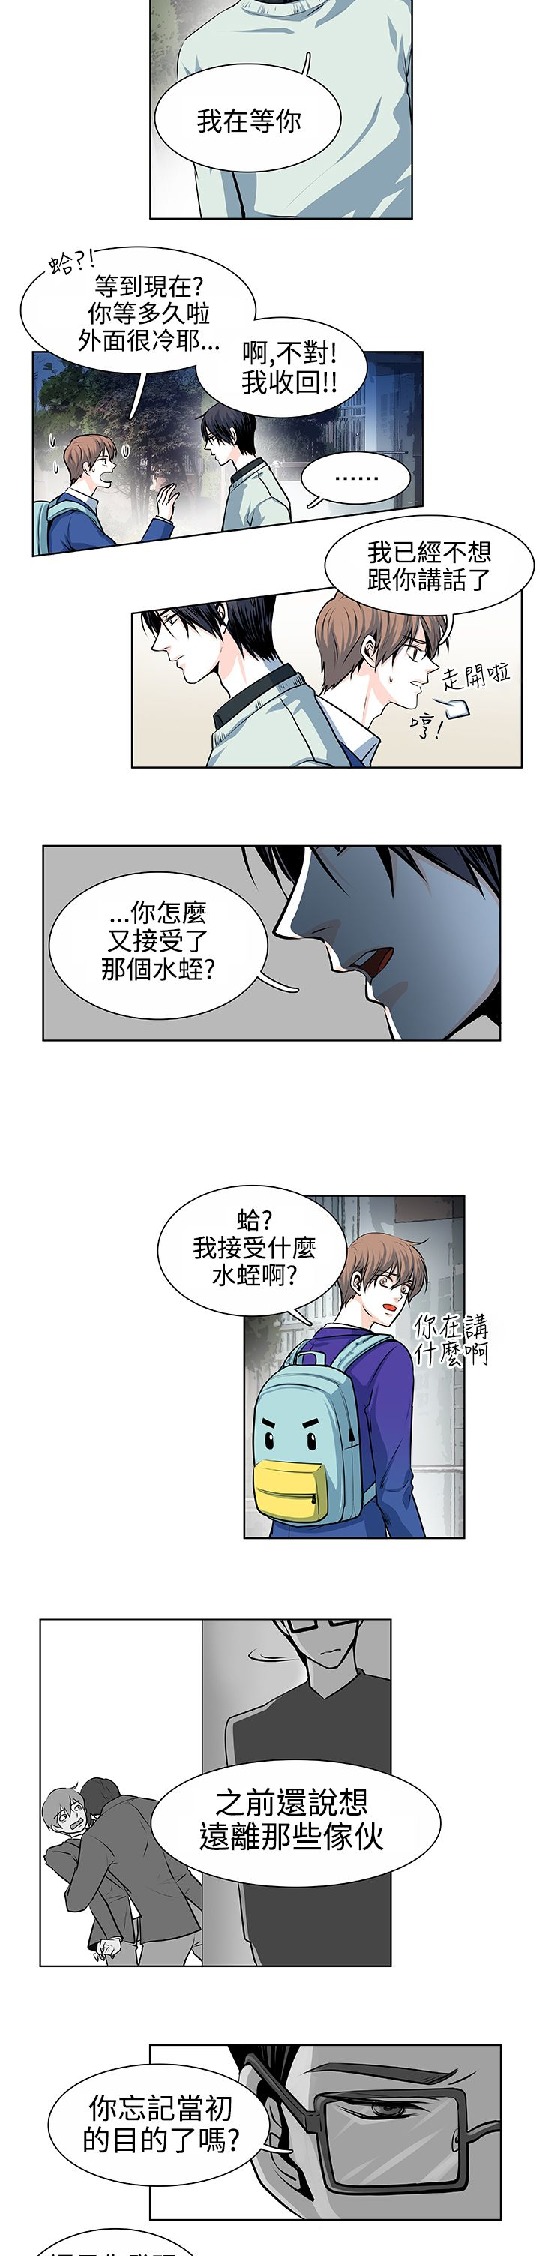 我在等你
蛤?!
等到現在?
你等多久啦
外面很冷耶...
啊,不對!
我收回!!
......
我已經不想
跟你講話了
走開啦
哼!
...你怎麼
又接受了
那個水蛭?
蛤?
我接受什麼
水蛭啊?
你在講
什麼啊
之前還說想
遠離那些傢伙
你忘記當初
的目的了嗎?